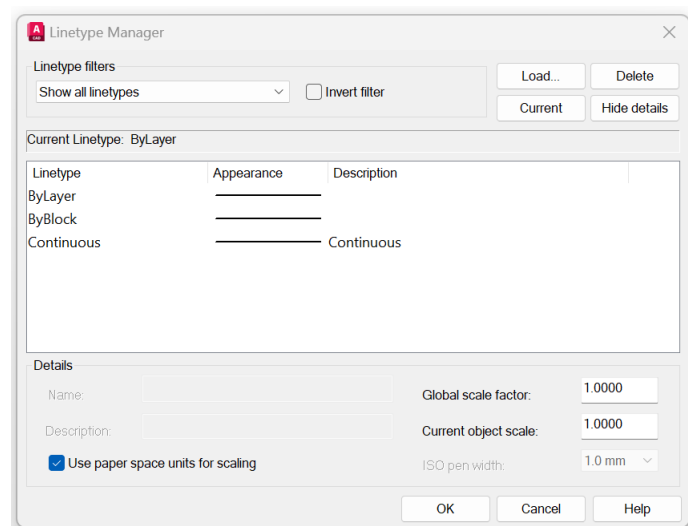 A
CAD
Linetype Manager
Linetype filters
Show all linetypes
Invert filter
Load...
Delete
Current
Hide details
Current Linetype: ByLayer
Linetype Appearance Description
ByLayer
ByBlock
Continuous Continuous
Details
Name:
Global scale factor: 1.0000
Description:
Current object scale: 1.0000
Use paper space units for scaling
ISO pen width: 1.0 mm
OK Cancel Help